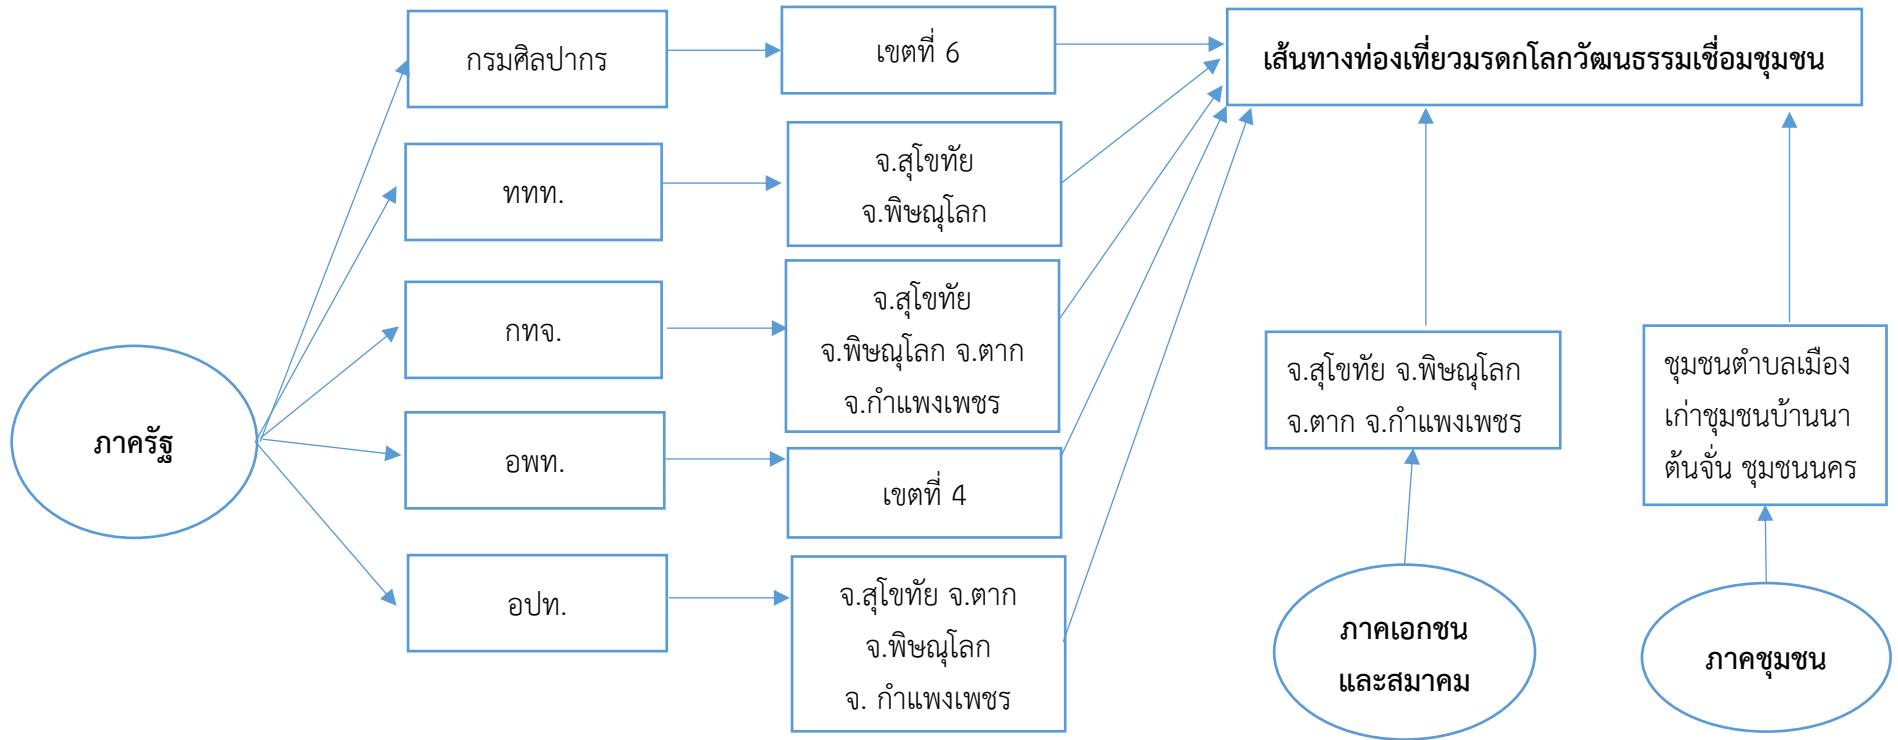 กรมศิลปากร
เขตที่ 6
เส้นทางท่องเที่ยวมรดกโลกวัฒนธรรมเชื่อมชุมชน
ททท.
จ.สุโขทัย
จ.พิษณุโลก
กทจ.
จ.สุโขทัย
จ.พิษณุโลก จ.ตาก
จ.กำแพงเพชร
ภาครัฐ
อพท.
เขตที่ 4
อปท.
จ.สุโขทัย จ.ตาก
จ.พิษณุโลก
จ. กำแพงเพชร
จ.สุโขทัย จ.พิษณุโลก
จ.ตาก จ.กำแพงเพชร
ภาคเอกชน
และสมาคม
ชุมชนตำบลเมือง
เก่าชุมชนบ้านนา
ต้นจั่น ชุมชนนคร
ภาคชุมชน